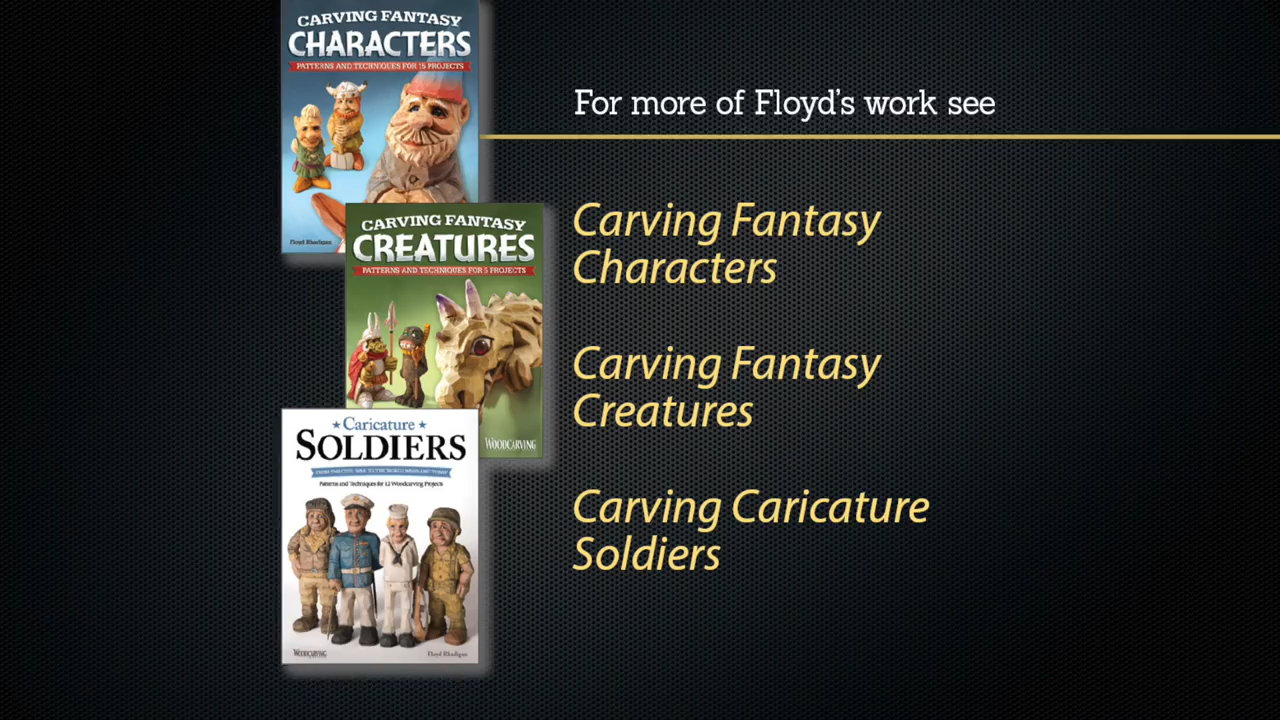 CARVING FANTASY
CHARACTERS
PATTERNS AND TECHNIQUES FOR 15 PROJECTS
Floyd Rhadigan
For more of Floyd's work see
Carving Fantasy
Characters
CARVING FANTASY
CREATURES
PATTERNS AND TECHNIQUES FOR 5 PROJECTS
WOODCARVING
Carving Fantasy
Creatures
Caricature
SOLDIERS
Patterns and Techniques for 12 Woodcarving Projects
WOODCARVING
Floyd Rhadigan
Carving Caricature
Soldiers